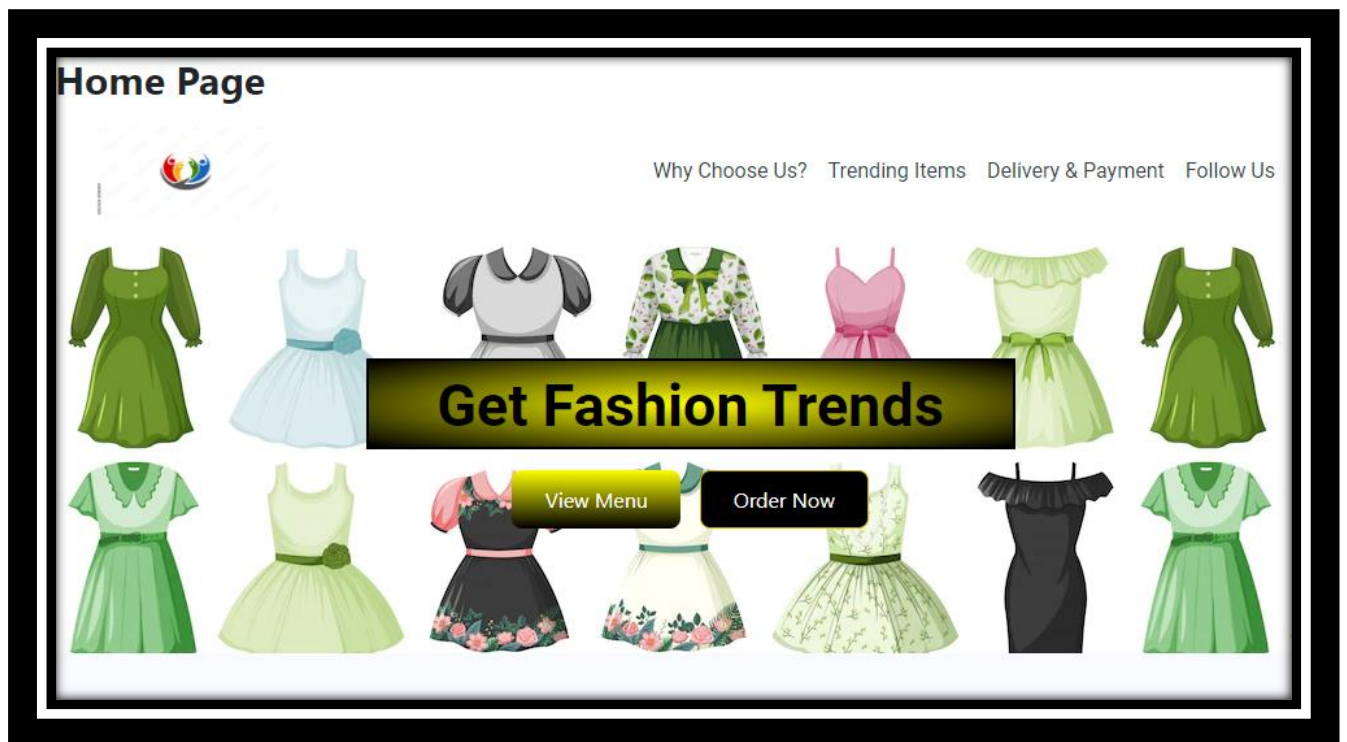 Home Page
Why Choose Us? Trending Items Delivery & Payment Follow Us
Get Fashion Trends
View Menu Order Now